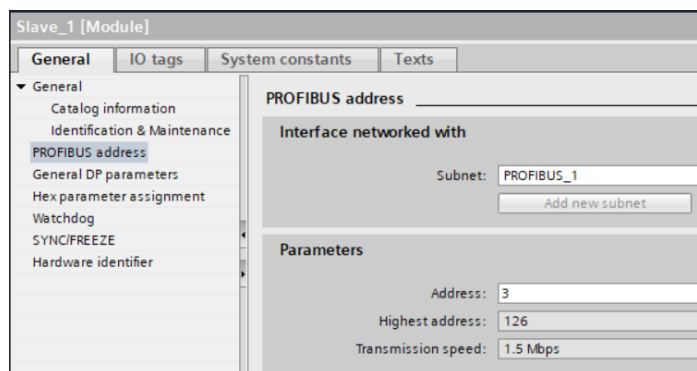 Slave_1 [Module]
General
IO tags
System constants
Texts
General
Catalog information
Identification & Maintenance
PROFIBUS address
General DP parameters
Hex parameter assignment
Watchdog
SYNC/FREEZE
Hardware identifier
PROFIBUS address
Interface networked with
Subnet: PROFIBUS_1
Add new subnet
Parameters
Address: 3
Highest address: 126
Transmission speed: 1.5 Mbps